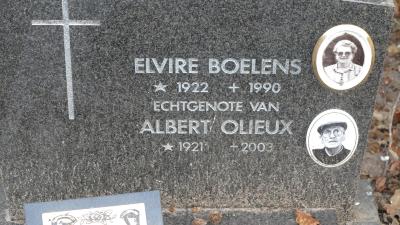 ELVIRE BOELENS
★ 1922 + 1990
ECHTGENOTE VAN
ALBERT OLIEUX
★ 1921 + 2003